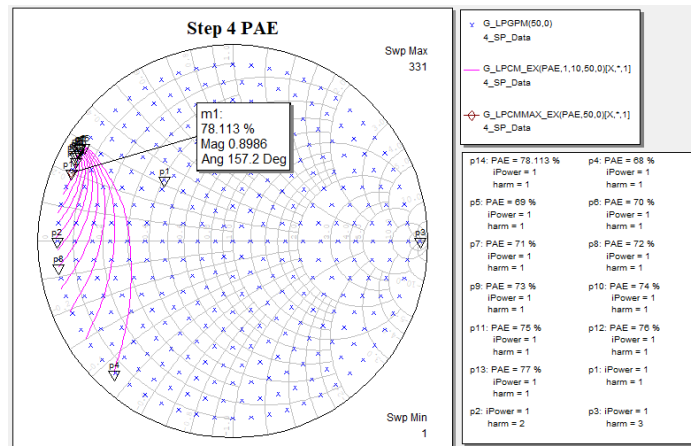 Step 4 PAE
Swp Max
331
m1:
78.113 %
Mag 0.8986
Ang 157.2 Deg
p1
p2
p3
p8
p4
Swp Min
1
G_LPGPM(50,0)
4_SP_Data
G_LPCM_EX(PAE,1,10,50,0)[X,*,1]
4_SP_Data
G_LPCMMAX_EX(PAE,50,0)[X,*,1]
4_SP_Data
p14: PAE = 78.113 %
iPower = 1
harm = 1
p4: PAE = 68 %
iPower = 1
harm = 1
p5: PAE = 69 %
iPower = 1
harm = 1
p6: PAE = 70 %
iPower = 1
harm = 1
p7: PAE = 71 %
iPower = 1
harm = 1
p8: PAE = 72 %
iPower = 1
harm = 1
p9: PAE = 73 %
iPower = 1
harm = 1
p10: PAE = 74 %
iPower = 1
harm = 1
p11: PAE = 75 %
iPower = 1
harm = 1
p12: PAE = 76 %
iPower = 1
harm = 1
p13: PAE = 77 %
iPower = 1
harm = 1
p1: iPower = 1
harm = 1
p2: iPower = 1
harm = 2
p3: iPower = 1
harm = 3